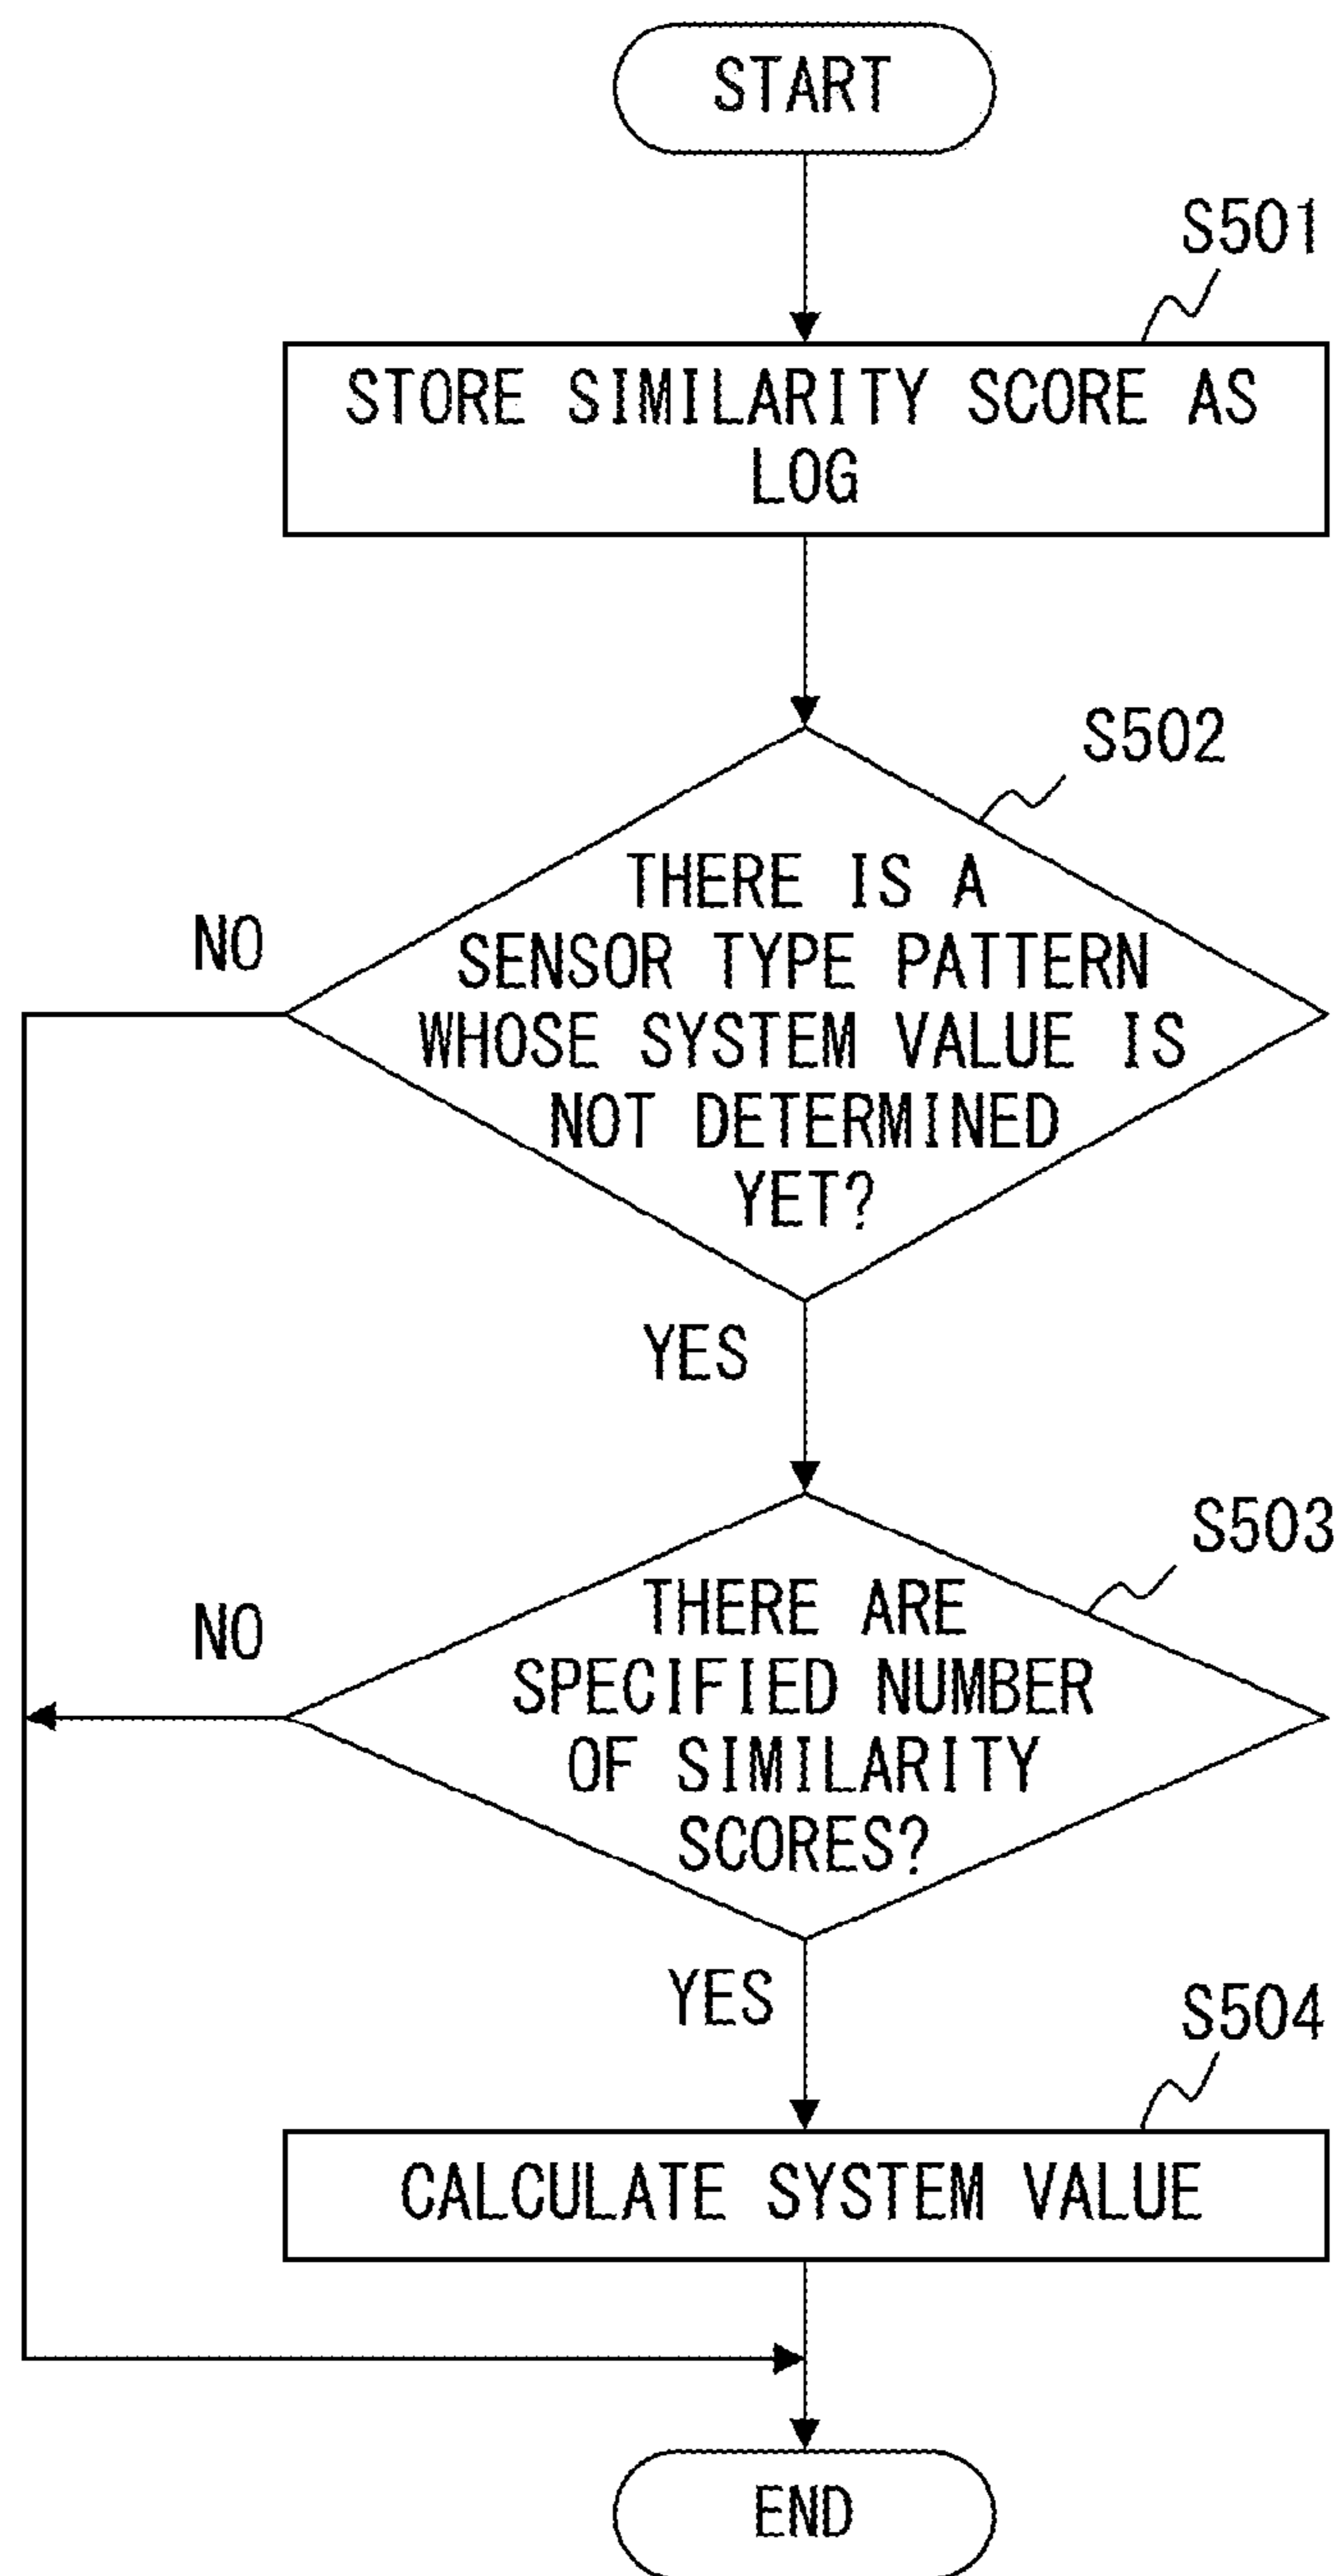 START
S501
STORE SIMILARITY SCORE AS
LOG
S502
THERE IS A
SENSOR TYPE PATTERN
WHOSE SYSTEM VALUE IS
NOT DETERMINED
YET?
NO
YES
S503
THERE ARE
SPECIFIED NUMBER
OF SIMILARITY
SCORES?
NO
YES
S504
CALCULATE SYSTEM VALUE
END